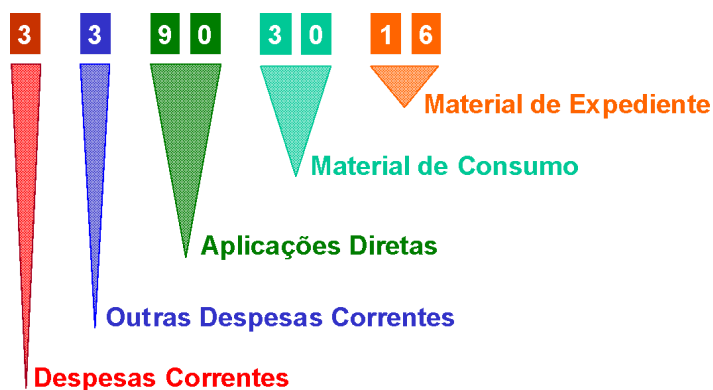 3 3 9 0 3 0 1 6
Material de Expediente
Material de Consumo
Aplicações Diretas
Outras Despesas Correntes
Despesas Correntes